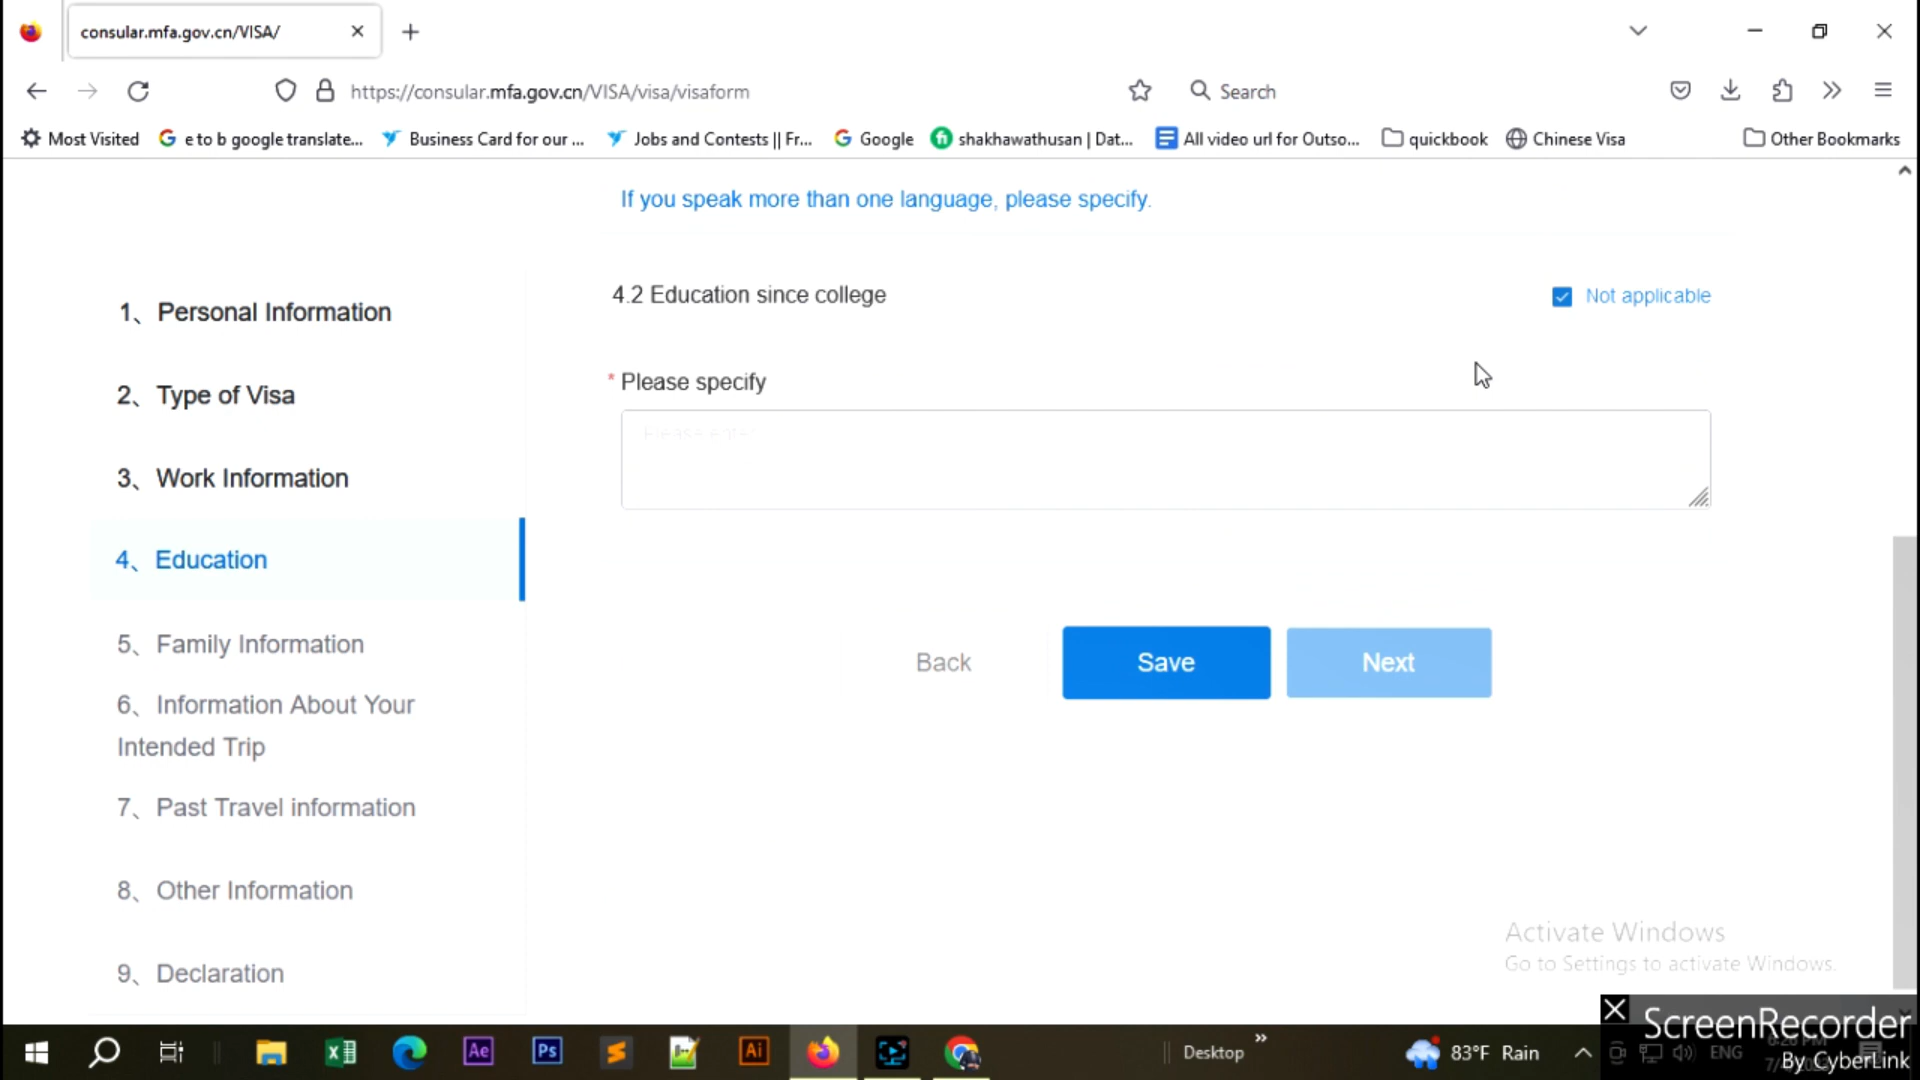 consular.mfa.gov.cn/VISA/
https://consular.mfa.gov.cn/VISA/visa/visaform
Search
Most Visited
e to b google translate...
Business Card for our ...
Jobs and Contests || Fr...
Google
shakhawathusan | Dat...
All video url for Outso...
quickbook
Chinese Visa
Other Bookmarks
If you speak more than one language, please specify.
4.2 Education since college
Not applicable
* Please specify
Please enter
1、 Personal Information
2、 Type of Visa
3、 Work Information
4、 Education
5、 Family Information
6、 Information About Your
Intended Trip
7、 Past Travel information
8、 Other Information
9、 Declaration
Back
Save
Next
Activate Windows
Go to Settings to activate Windows.
ScreenRecorder
By CyberLink
Ae
Ps
Ai
Desktop
83°F Rain
ENG